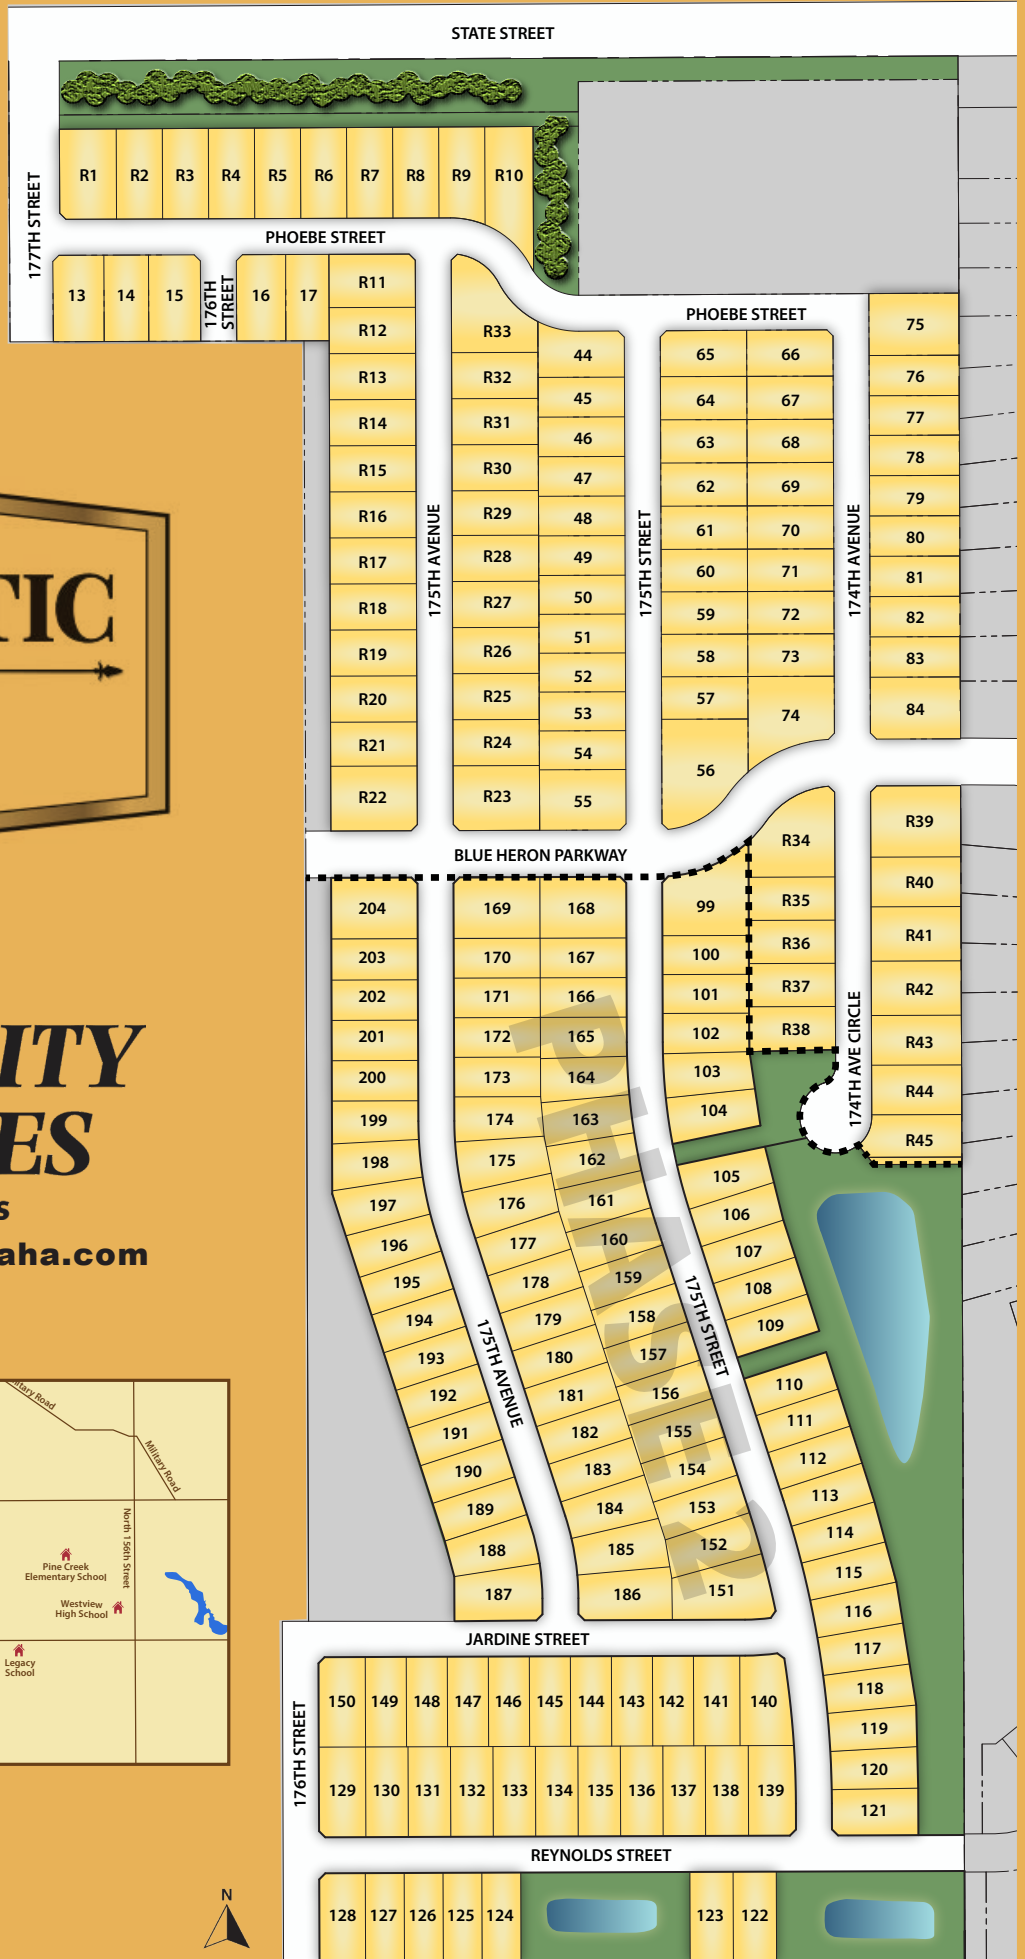 STATE STREET
177TH STREET
R1 R2 R3 R4 R5 R6 R7 R8 R9 R10
PHOEBE STREET
13 14 15
176TH
STREET
16 17
R11
R12
R13
R14
R15
R16
R17
R18
R19
R20
R21
R22
175TH AVENUE
R33
R32
R31
R30
R29
R28
R27
R26
R25
R24
R23
44
45
46
47
48
49
50
51
52
53
54
55
175TH STREET
PHOEBE STREET
65 66
64 67
63 68
62 69
61 70
60 71
59 72
58 73
57 74
56
174TH AVENUE
75
76
77
78
79
80
81
82
83
84
TIC
BLUE HERON PARKWAY
R34
R35
R36
R37
R38
174TH AVE CIRCLE
R39
R40
R41
R42
R43
R44
R45
204
203
202
201
200
199
198
197
196
195
194
193
192
191
190
189
188
187
175TH AVENUE
169 168
170 167
171 166
172 165
173 164
174 163
175 162
176 161
177 160
178 159
179 158
180 157
181 156
182 155
183 154
184 153
185 152
186 151
PHASE 2
175TH STREET
99
100
101
102
103
104
105
106
107
108
109
110
111
112
113
114
115
116
117
118
119
120
121
ITY
ES
s
aha.com
itary Road
Military Road
North 156th Street
Pine Creek
Elementary School
Westview
High School
Legacy
School
JARDINE STREET
176TH STREET
150 149 148 147 146 145 144 143 142 141 140
129 130 131 132 133 134 135 136 137 138 139
REYNOLDS STREET
128 127 126 125 124
123 122
N